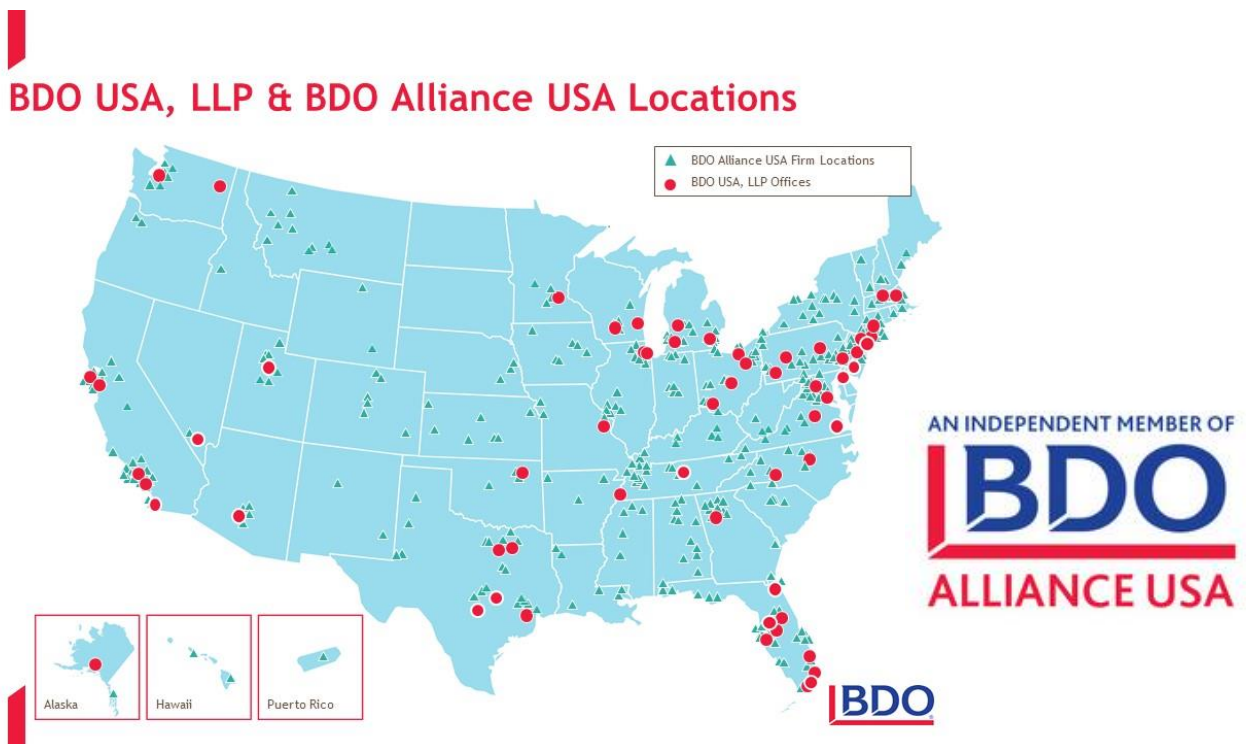 BDO USA, LLP & BDO Alliance USA Locations
BDO Alliance USA Firm Locations
BDO USA, LLP Offices
AN INDEPENDENT MEMBER OF
BDO
ALLIANCE USA
Alaska
Hawaii
Puerto Rico
BDO